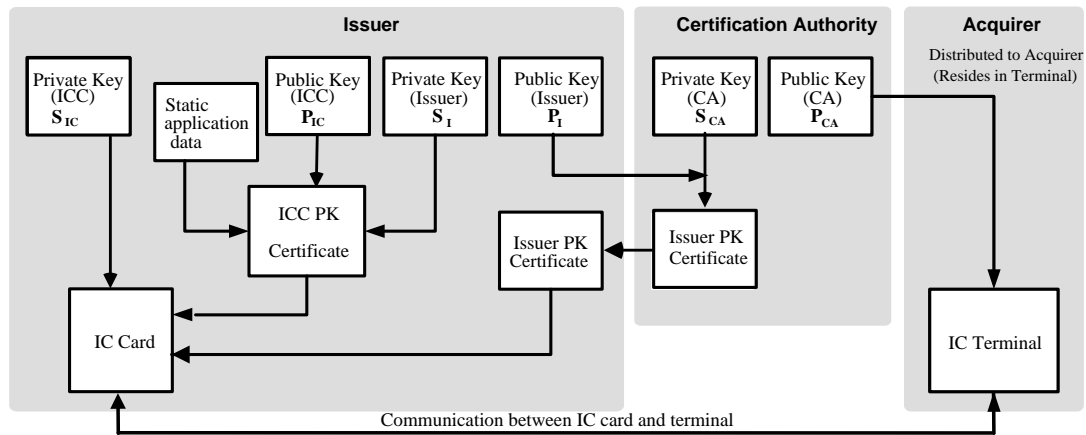 Issuer
Certification Authority
Acquirer
Distributed to Acquirer
(Resides in Terminal)
Private Key
(ICC)
S IC
Static
application
data
Public Key
(ICC)
P IC
Private Key
(Issuer)
S I
Public Key
(Issuer)
P I
Private Key
(CA)
S CA
Public Key
(CA)
P CA
ICC PK
Certificate
Issuer PK
Certificate
Issuer PK
Certificate
IC Card
IC Terminal
Communication between IC card and terminal